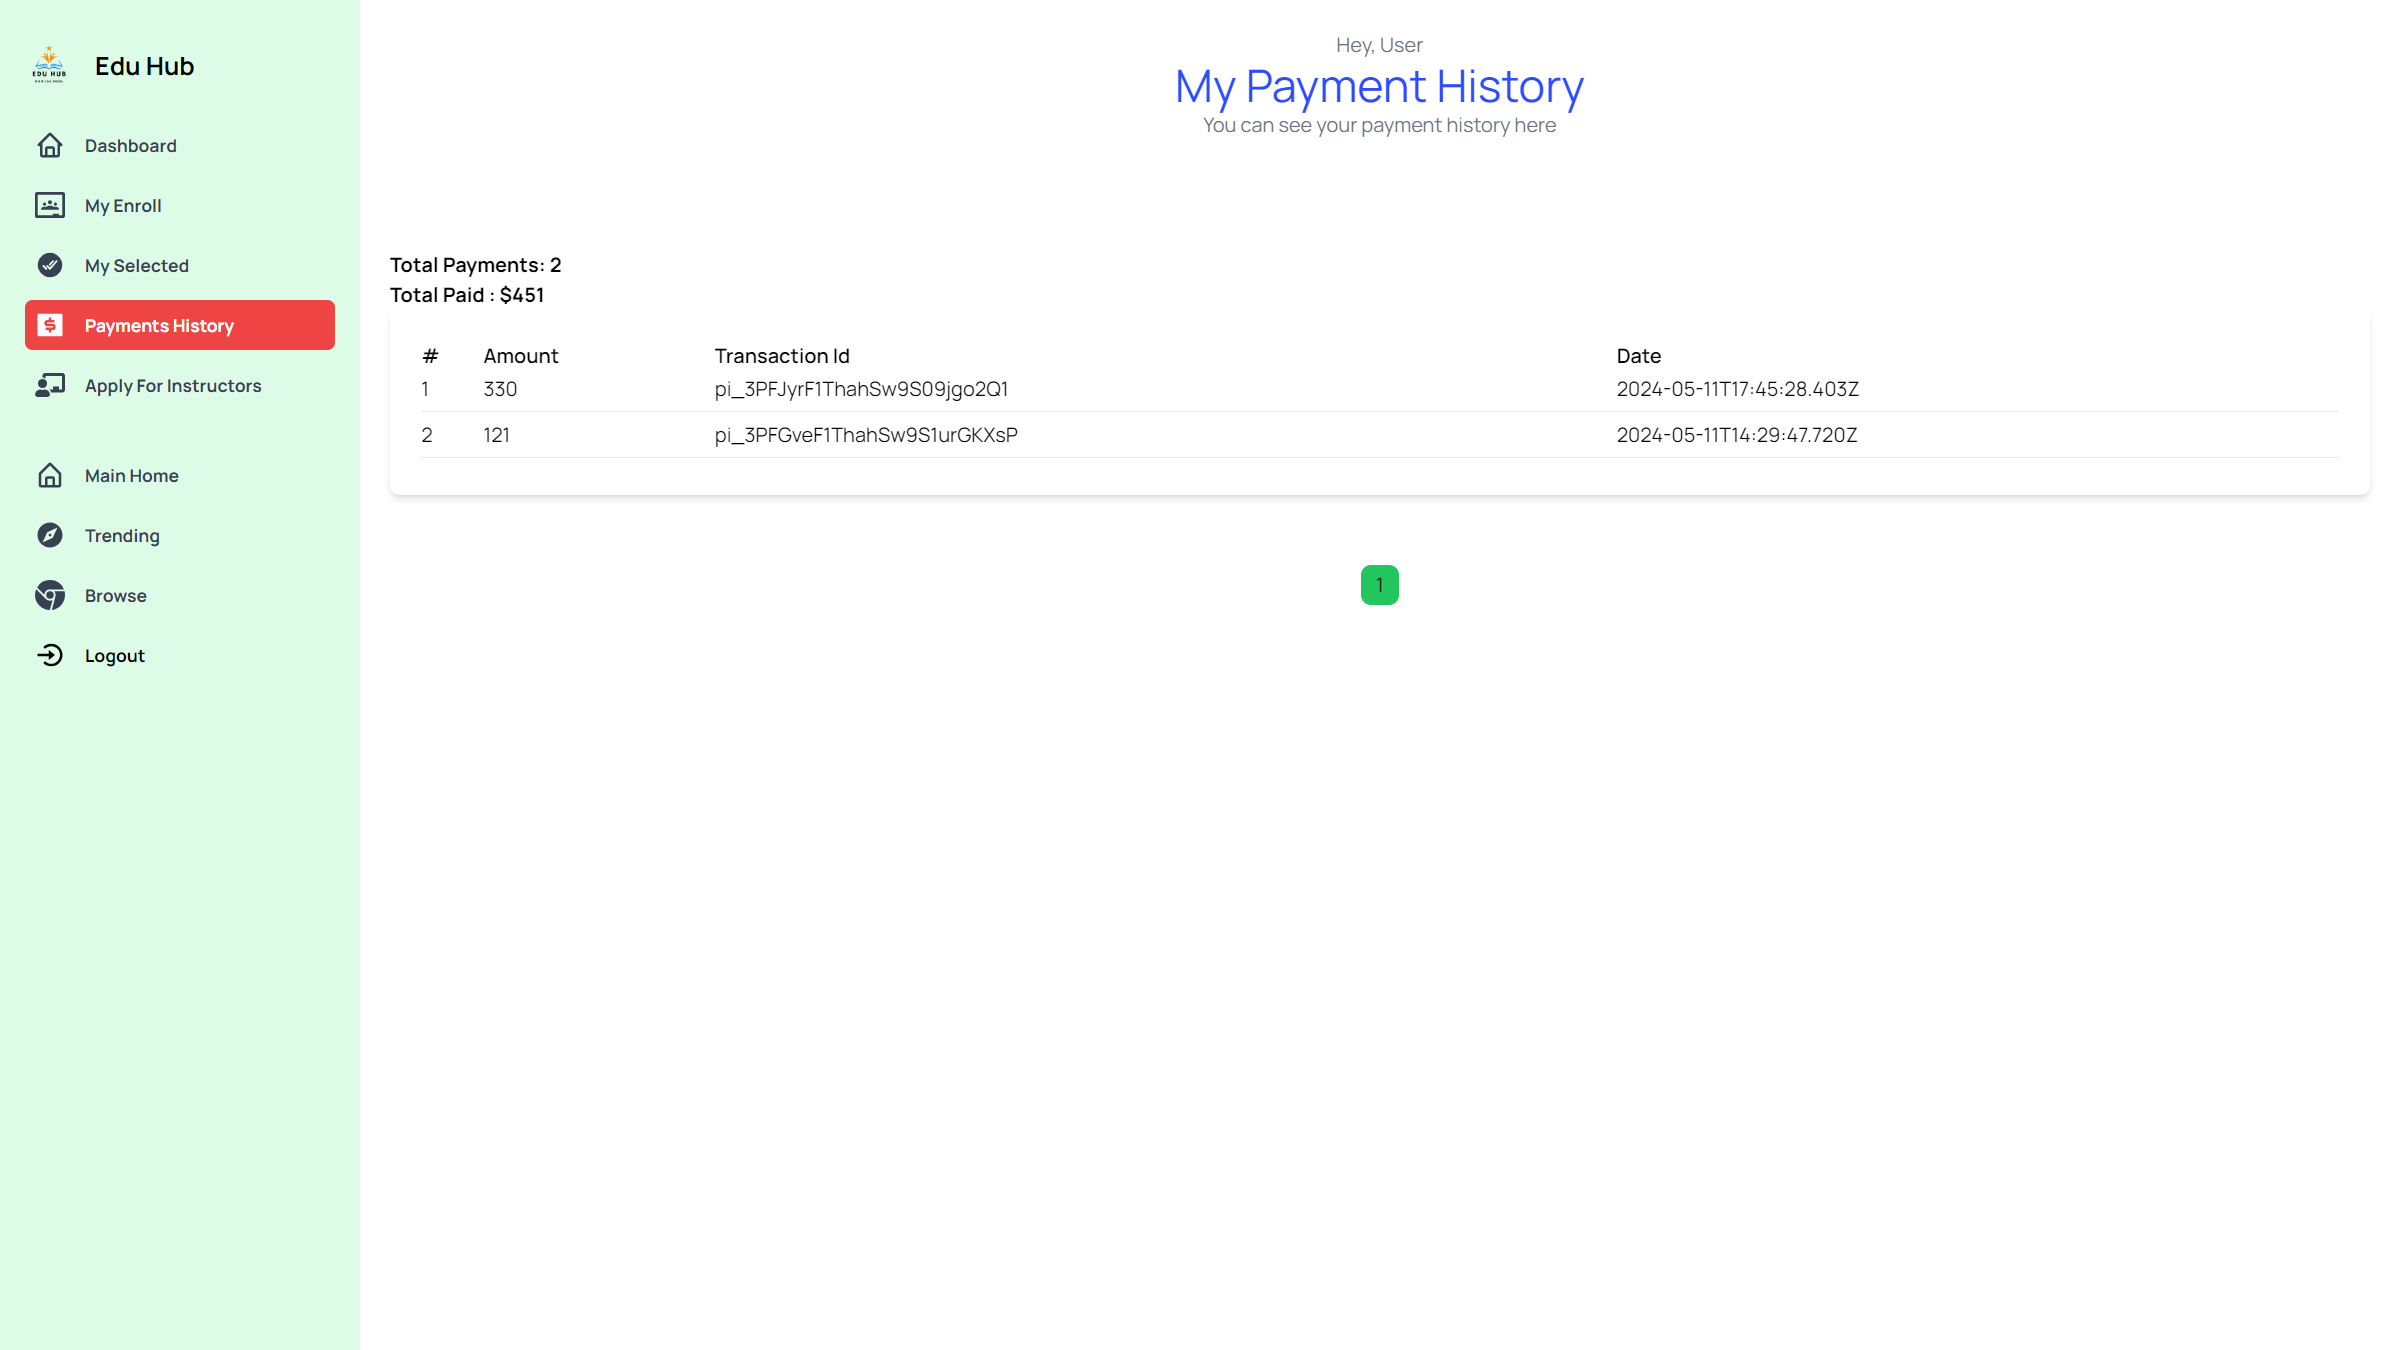 EDU HUB
Edu Hub
Dashboard
My Enroll
My Selected
Payments History
Apply For Instructors
Main Home
Trending
Browse
Logout
Hey, User
My Payment History
You can see your payment history here
Total Payments: 2
Total Paid : $451
# Amount Transaction Id Date
1 330 pi_3PFJyrF1ThahSw9S09jgo2Q1 2024-05-11T17:45:28.403Z
2 121 pi_3PFGveF1ThahSw9S1urGKXsP 2024-05-11T14:29:47.720Z
1